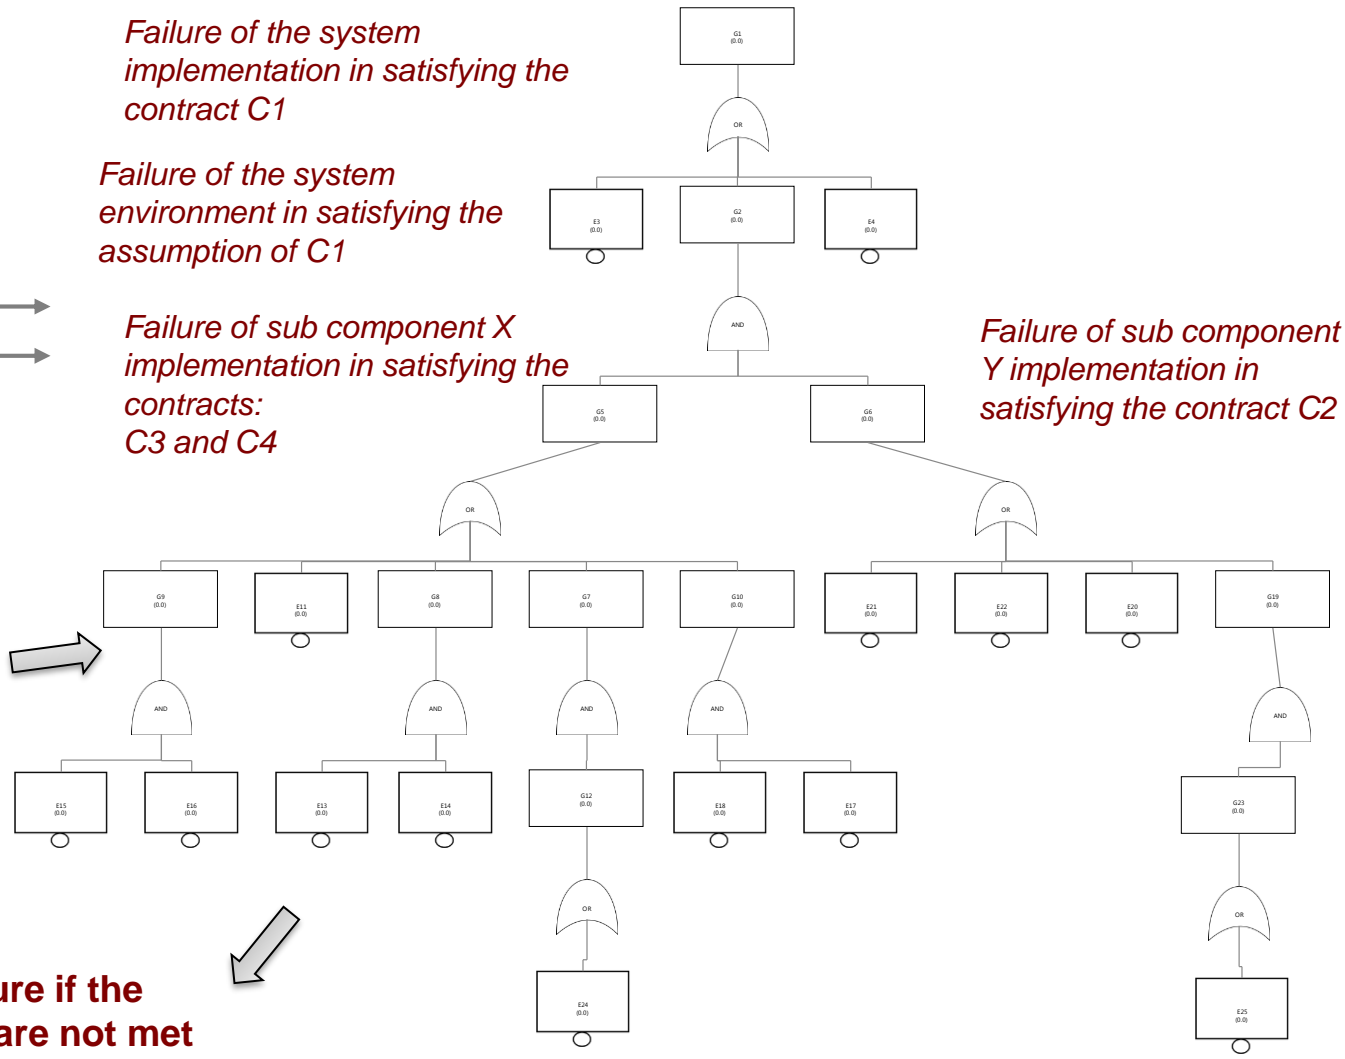 Failure of the system
implementation in satisfying the
contract C1
G1
(0.0)
OR
Failure of the system
environment in satisfying the
assumption of C1
E3
(0.0)
G2
(0.0)
E4
(0.0)
AND
Failure of sub component X
implementation in satisfying the
contracts:
C3 and C4
Failure of sub component
Y implementation in
satisfying the contract C2
G5
(0.0)
G6
(0.0)
OR
OR
G9
(0.0)
E11
(0.0)
G8
(0.0)
G7
(0.0)
G10
(0.0)
E21
(0.0)
E22
(0.0)
E20
(0.0)
G19
(0.0)
AND
AND
AND
AND
AND
E15
(0.0)
E16
(0.0)
E13
(0.0)
E14
(0.0)
G12
(0.0)
E18
(0.0)
E17
(0.0)
G23
(0.0)
OR
OR
ure if the
are not met
E24
(0.0)
E25
(0.0)